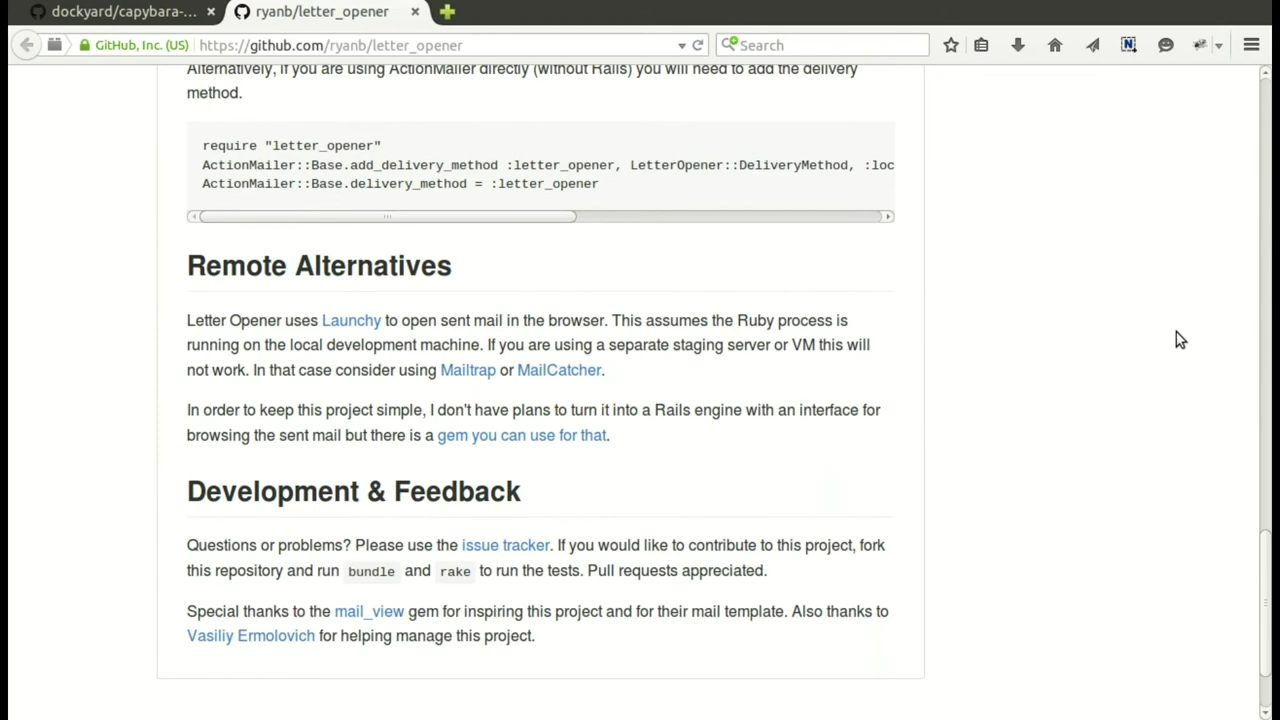 dockyard/capybara-...
ryanb/letter_opener
GitHub, Inc. (US)
https://github.com/ryanb/letter_opener
Search
Alternatively, if you are using ActionMailer directly (without Rails) you will need to add the delivery
method.
require "letter_opener"
ActionMailer::Base.add_delivery_method :letter_opener, LetterOpener::DeliveryMethod, :loc
ActionMailer::Base.delivery_method = :letter_opener
Remote Alternatives
Letter Opener uses Launchy to open sent mail in the browser. This assumes the Ruby process is
running on the local development machine. If you are using a separate staging server or VM this will
not work. In that case consider using Mailtrap or MailCatcher.
In order to keep this project simple, I don't have plans to turn it into a Rails engine with an interface for
browsing the sent mail but there is a gem you can use for that.
Development & Feedback
Questions or problems? Please use the issue tracker. If you would like to contribute to this project, fork
this repository and run bundle and rake to run the tests. Pull requests appreciated.
Special thanks to the mail_view gem for inspiring this project and for their mail template. Also thanks to
Vasiliy Ermolovich for helping manage this project.